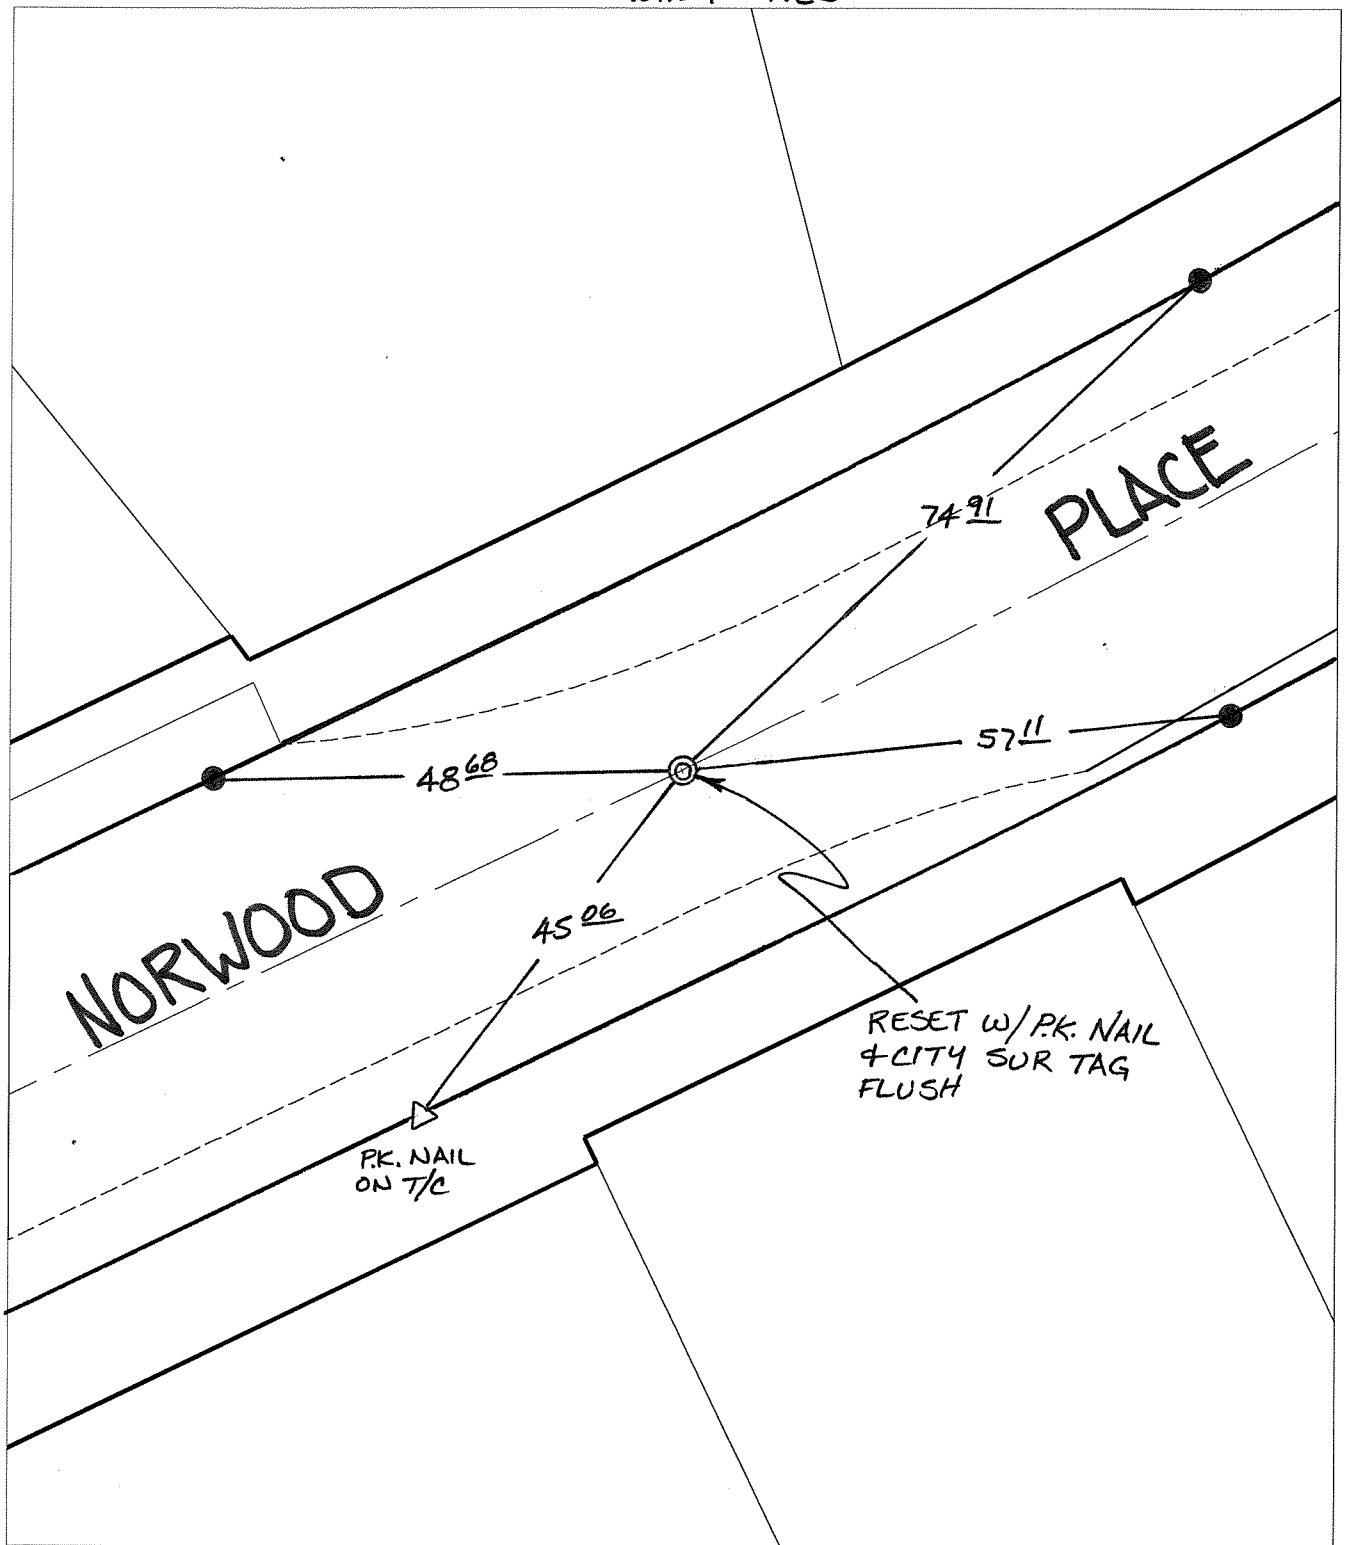 74 91
PLACE
57 11
48 68
45 06
NORWOOD
RESET W/ P.K. NAIL
& CITY SUR TAG
FLUSH
P.K. NAIL
ON T/C